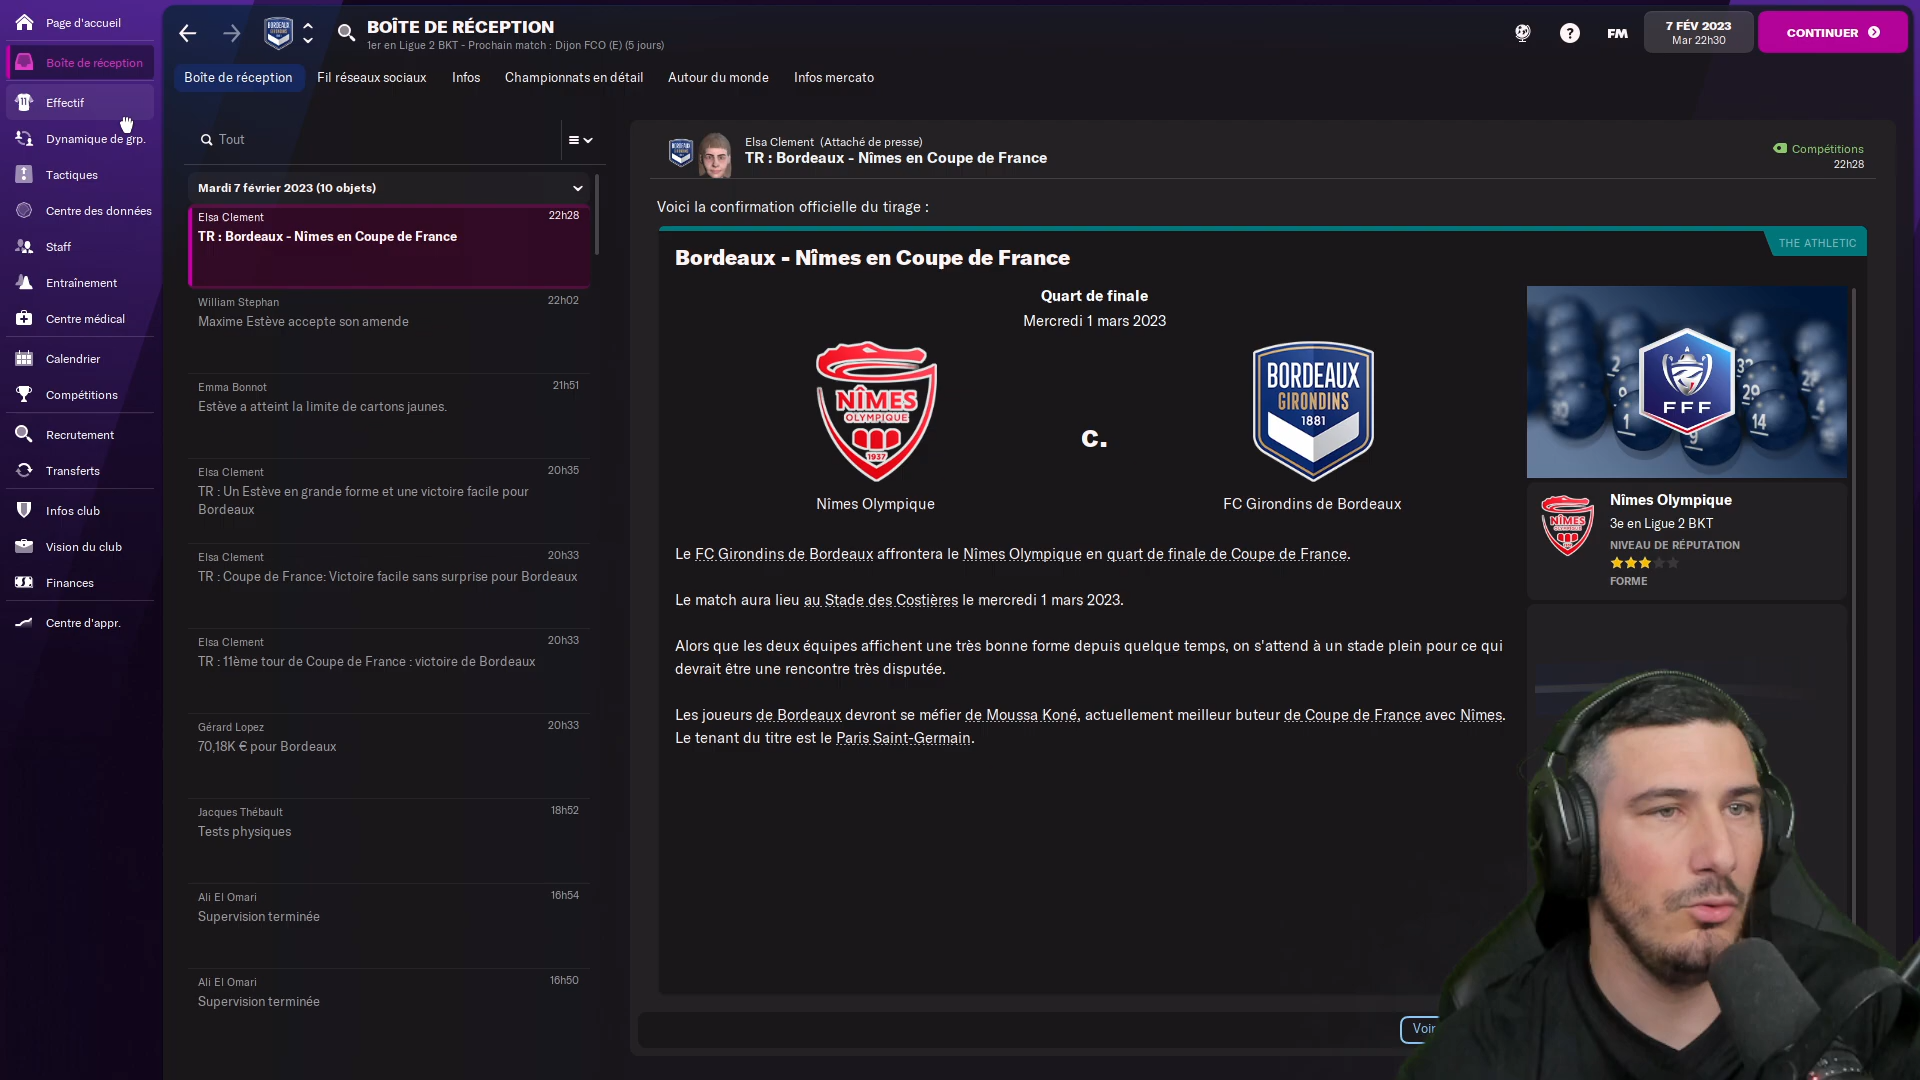 Page d'accueil
Boîte de réception
Effectif
Dynamique de grp.
Tactiques
Centre des données
Staff
Entraînement
Centre médical
Calendrier
Compétitions
Recrutement
Transferts
Infos club
Vision du club
Finances
Centre d'appr.
BOÎTE DE RÉCEPTION
1er en Ligue 2 BKT - Prochain match : Dijon FCO (E) (5 jours)
FM
7 FÉV 2023
Mar 22h30
CONTINUER
Boîte de réception
Fil réseaux sociaux
Infos
Championnats en détail
Autour du monde
Infos mercato
Tout
Mardi 7 février 2023 (10 objets)
Elsa Clement 22h28
TR : Bordeaux - Nîmes en Coupe de France
William Stephan 22h02
Maxime Estève accepte son amende
Emma Bonnot 21h51
Estève a atteint la limite de cartons jaunes.
Elsa Clement 20h35
TR : Un Estève en grande forme et une victoire facile pour
Bordeaux
Elsa Clement 20h33
TR : Coupe de France: Victoire facile sans surprise pour Bordeaux
Elsa Clement 20h33
TR : 11ème tour de Coupe de France : victoire de Bordeaux
Gérard Lopez 20h33
70,18K € pour Bordeaux
Jacques Thébault 18h52
Tests physiques
Ali El Omari 16h54
Supervision terminée
Ali El Omari 16h50
Supervision terminée
Elsa Clement (Attaché de presse)
TR : Bordeaux - Nîmes en Coupe de France
Compétitions
22h28
Voici la confirmation officielle du tirage :
THE ATHLETIC
Bordeaux - Nîmes en Coupe de France
Quart de finale
Mercredi 1 mars 2023
NÎMES
OLYMPIQUE
1937
c.
BORDEAUX
GIRONDINS
1881
Nîmes Olympique
FC Girondins de Bordeaux
Le FC Girondins de Bordeaux affrontera le Nîmes Olympique en quart de finale de Coupe de France.
Le match aura lieu au Stade des Costières le mercredi 1 mars 2023.
Alors que les deux équipes affichent une très bonne forme depuis quelque temps, on s'attend à un stade plein pour ce qui
devrait être une rencontre très disputée.
Les joueurs de Bordeaux devront se méfier de Moussa Koné, actuellement meilleur buteur de Coupe de France avec Nîmes.
Le tenant du titre est le Paris Saint-Germain.
FFF
2
9
1
9
14
29
Nîmes Olympique
3e en Ligue 2 BKT
NIVEAU DE RÉPUTATION
FORME
Voir